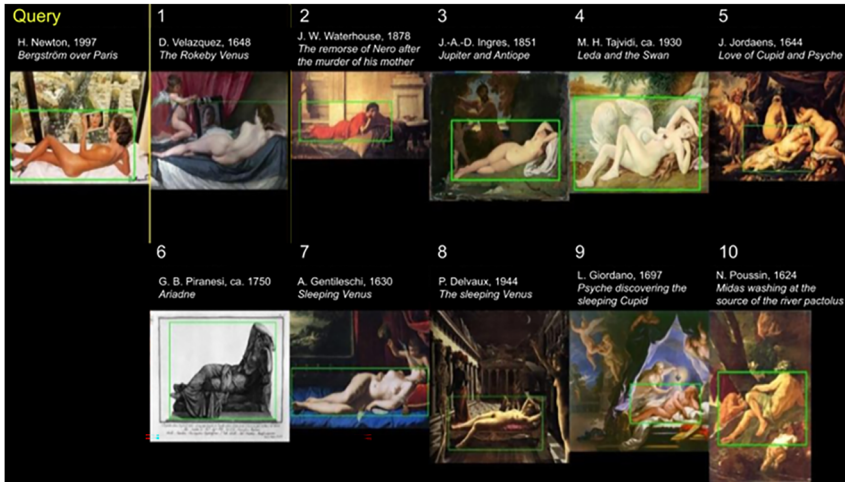 Query
H. Newton, 1997
Bergström over Paris
1
D. Velazquez, 1648
The Rokeby Venus
2
J. W. Waterhouse, 1878
The remorse of Nero after
the murder of his mother
3
J.-A.-D. Ingres, 1851
Jupiter and Antiope
4
M. H. Tajvidi, ca. 1930
Leda and the Swan
5
J. Jordaens, 1644
Love of Cupid and Psyche
6
G. B. Piranesi, ca. 1750
Ariadne
7
A. Gentileschi, 1630
Sleeping Venus
8
P. Delvaux, 1944
The sleeping Venus
9
L. Giordano, 1697
Psyche discovering the
sleeping Cupid
10
N. Poussin, 1624
Midas washing at the
source of the river pactolus